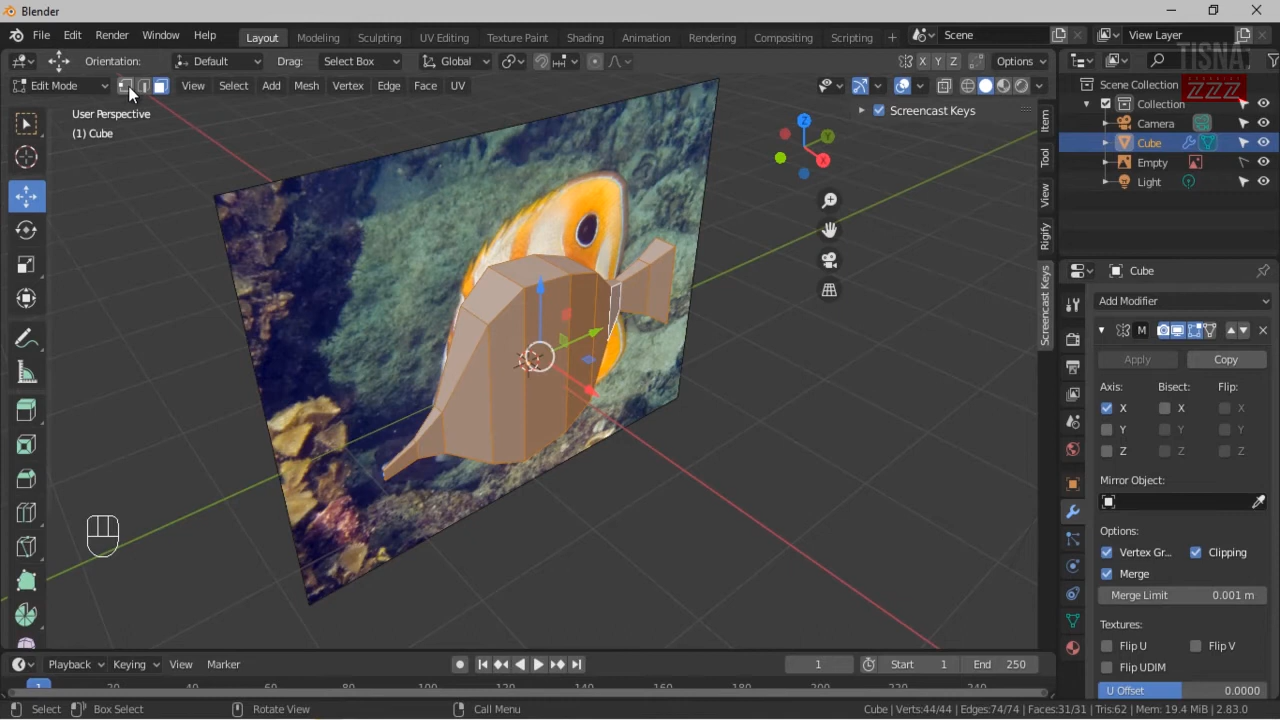 Blender
File Edit Render Window Help
Layout Modeling Sculpting UV Editing Texture Paint Shading Animation Rendering Compositing Scripting +
Scene
View Layer
Orientation: Default Drag: Select Box Global
X Y Z Options
TISNA
ZZZ
Edit Mode View Select Add Mesh Vertex Edge Face UV
User Perspective
(1) Cube
Screencast Keys
Z
Y
X
Item
Tool
View
Rigify
Screencast Keys
Scene Collection
Collection
Camera
Cube
Empty
Light
Cube
Add Modifier
M
Apply Copy
Axis: Bisect: Flip:
X X X
Y Y Y
Z Z Z
Mirror Object:
Options:
Vertex Gr... Clipping
Merge
Merge Limit 0.001 m
Textures:
Flip U Flip V
Flip UDIM
U Offset 0.0000
Playback Keying View Marker
1 Start 1 End 250
1
Select Box Select Rotate View Call Menu
Cube | Verts:44/44 | Edges:74/74 | Faces:31/31 | Tris:62 | Mem: 19.4 MiB | 2.83.0